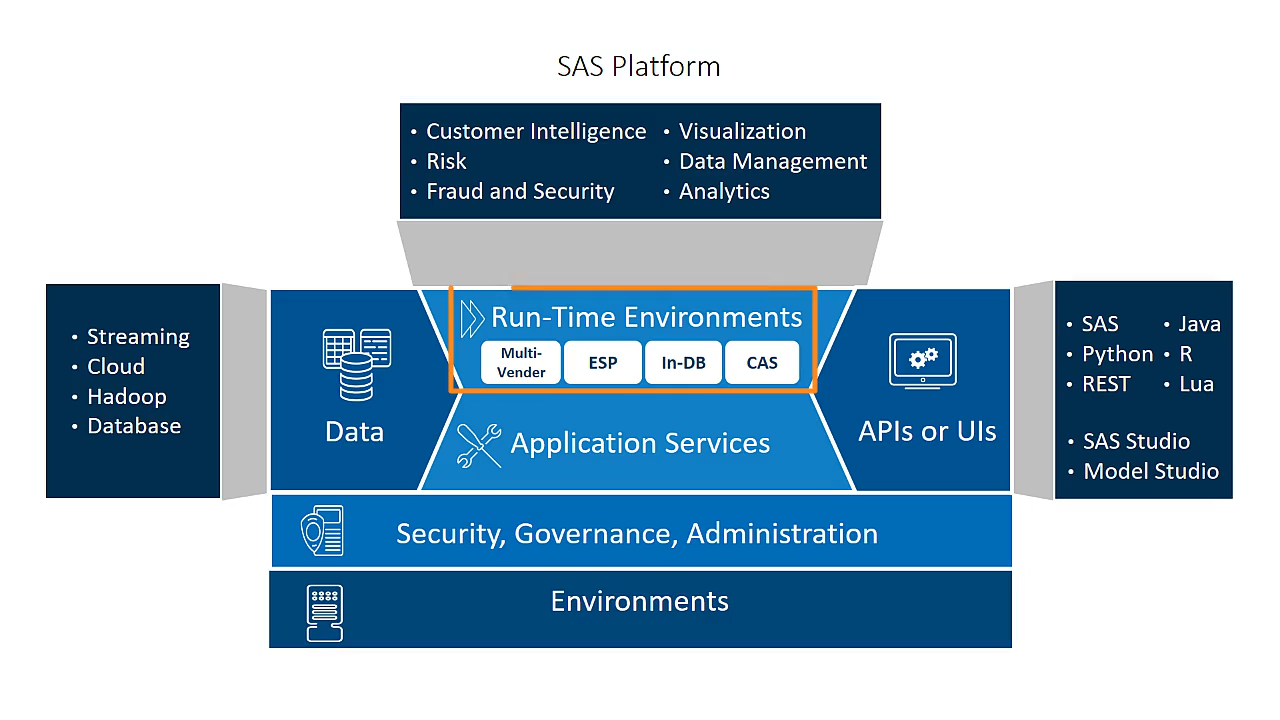 SAS Platform
• Customer Intelligence
• Risk
• Fraud and Security
• Visualization
• Data Management
• Analytics
• Streaming
• Cloud
• Hadoop
• Database
Data
Run-Time Environments
Multi-
Vender
ESP
In-DB
CAS
Application Services
APIs or UIs
• SAS
• Python
• REST
• Java
• R
• Lua
• SAS Studio
• Model Studio
Security, Governance, Administration
Environments